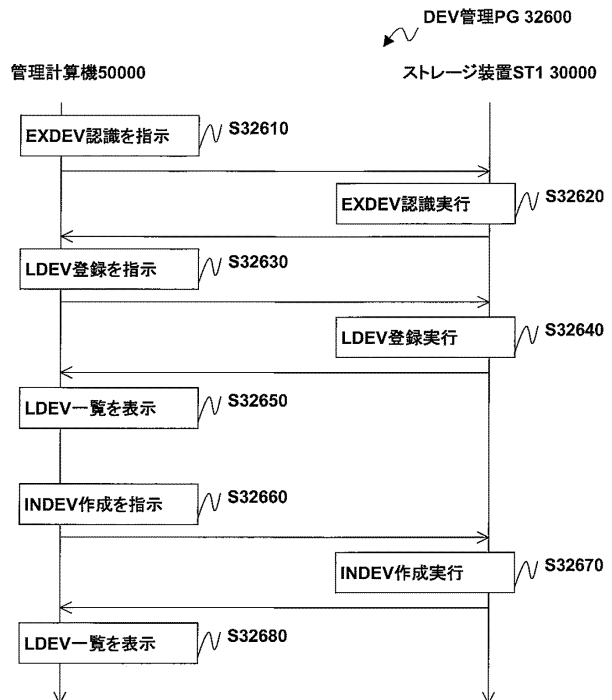 DEV管理PG 32600
管理計算機50000
ストレージ装置ST1 30000
EXDEV認識を指示
S32610
EXDEV認識実行
S32620
LDEV登録を指示
S32630
LDEV登録実行
S32640
LDEV一覧を表示
S32650
INDEV作成を指示
S32660
INDEV作成実行
S32670
LDEV一覧を表示
S32680